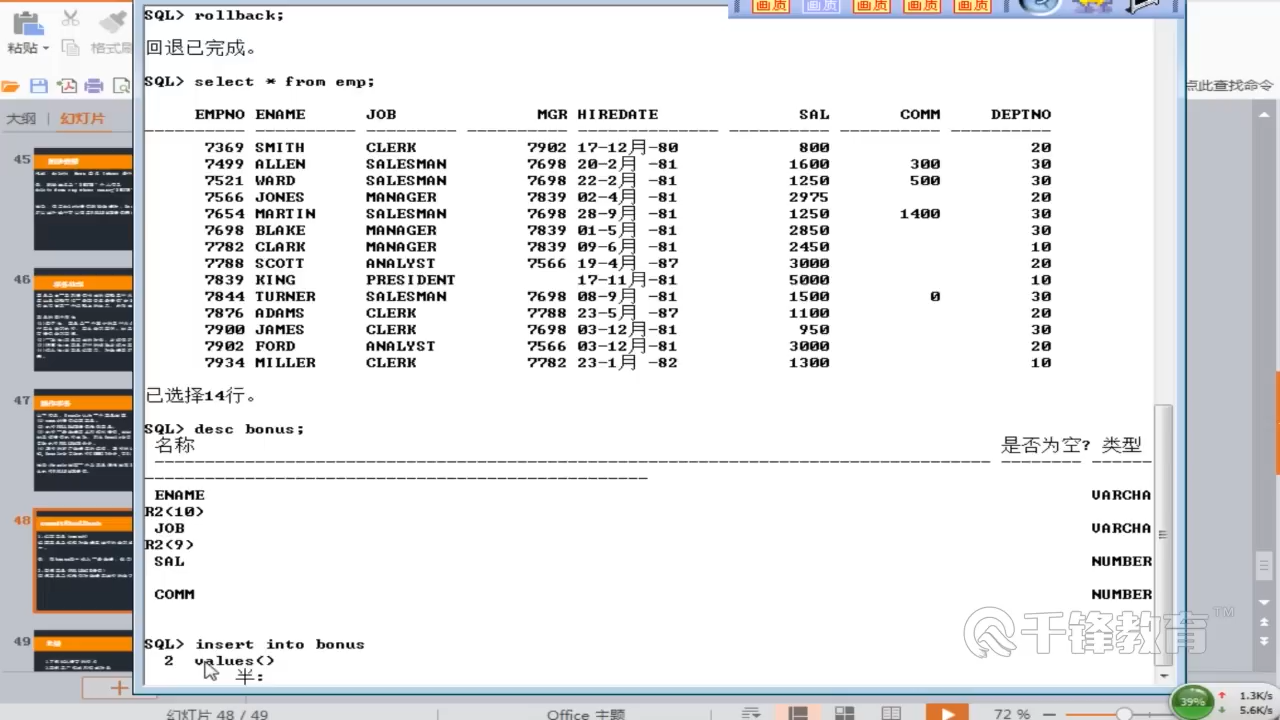 SQL> rollback;
画质 画质 画质 画质 画质
粘贴
回退已完成。
SQL> select * from emp;
点此查找命令
大纲 幻灯片
EMPNO ENAME JOB MGR HIREDATE SAL COMM DEPTNO
7369 SMITH CLERK 7902 17-12月-80 800 20
7499 ALLEN SALESMAN 7698 20-2月 -81 1600 300 30
7521 WARD SALESMAN 7698 22-2月 -81 1250 500 30
7566 JONES MANAGER 7839 02-4月 -81 2975 20
7654 MARTIN SALESMAN 7698 28-9月 -81 1250 1400 30
7698 BLAKE MANAGER 7839 01-5月 -81 2850 30
7782 CLARK MANAGER 7839 09-6月 -81 2450 10
7788 SCOTT ANALYST 7566 19-4月 -87 3000 20
7839 KING PRESIDENT 17-11月-81 5000 10
7844 TURNER SALESMAN 7698 08-9月 -81 1500 0 30
7876 ADAMS CLERK 7788 23-5月 -87 1100 20
7900 JAMES CLERK 7698 03-12月-81 950 30
7902 FORD ANALYST 7566 03-12月-81 3000 20
7934 MILLER CLERK 7782 23-1月 -82 1300 10
已选择14行。
SQL> desc bonus;
名称 是否为空? 类型
ENAME VARCHA
R2(10)
JOB VARCHA
R2(9)
SAL NUMBER
COMM NUMBER
SQL> insert into bonus
2 values()
半:
45
46
47
48
49
千锋教育 TM
39%
1.3K/s
5.6K/s
幻灯片 48 / 49 Office 主题 72 %